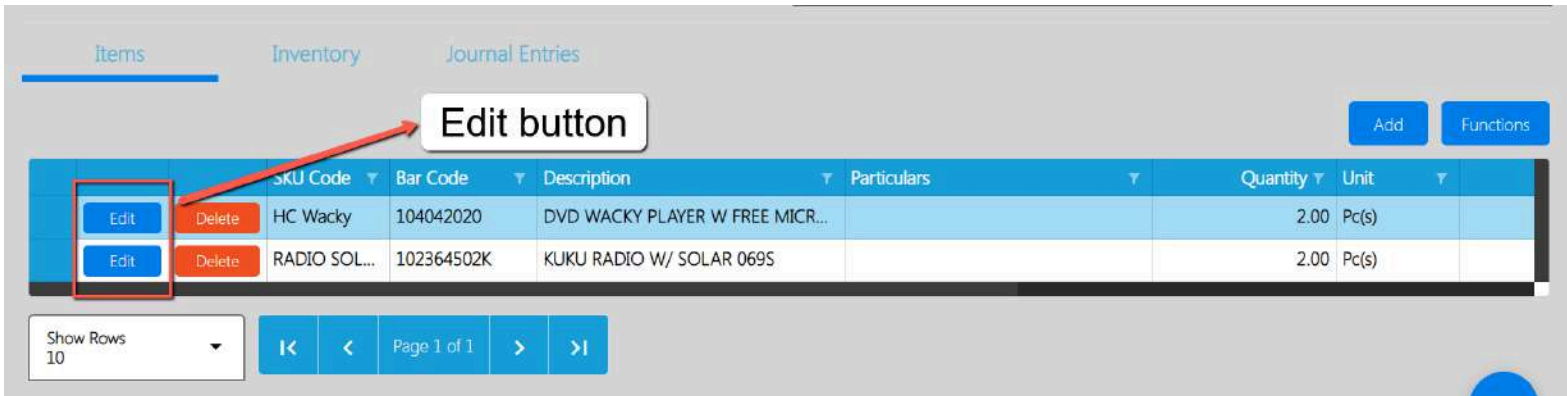 Items Inventory Journal Entries
Edit button
Add Functions
SKU Code Bar Code Description Particulars Quantity Unit
Edit Delete HC Wacky 104042020 DVD WACKY PLAYER W FREE MICR... 2.00 Pc(s)
Edit Delete RADIO SOL... 102364502K KUKU RADIO W/ SOLAR 069S 2.00 Pc(s)
Show Rows
10
Page 1 of 1